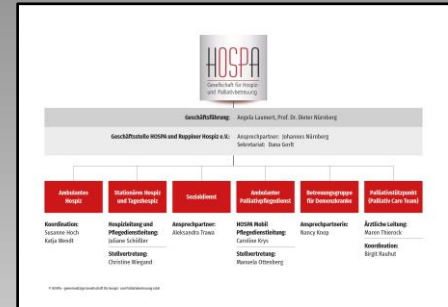 HOSPA
Gesellschaft für Hospiz-
und Palliativbetreuung
Geschäftsführung: Angela Laumert, Prof. Dr. Dieter Nürnberg
Geschäftsstelle HOSPA und Ruppiner Hospiz e.V.: Ansprechpartner: Johannes Nürnberg
Sekretariat: Dana Gerlt
Ambulantes
Hospiz
Koordination:
Susanne Hoch
Katja Wendt
Stationäres Hospiz
und Tageshospiz
Hospizleitung und
Pflegedienstleitung:
Juliane Schößler
Stellvertretung:
Christine Wiegand
Sozialdienst
Ansprechpartner:
Aleksandra Trawa
Ambulanter
Palliativpflegedienst
HOSPA Mobil
Pflegedienstleitung:
Caroline Krys
Stellvertretung:
Manuela Ottenberg
Betreuungsgruppe
für Demenzkranke
Ansprechpartnerin:
Nancy Knop
Palliativstützpunkt
(Palliativ Care Team)
Ärztliche Leitung:
Maren Thierock
Koordination:
Birgit Rauhut